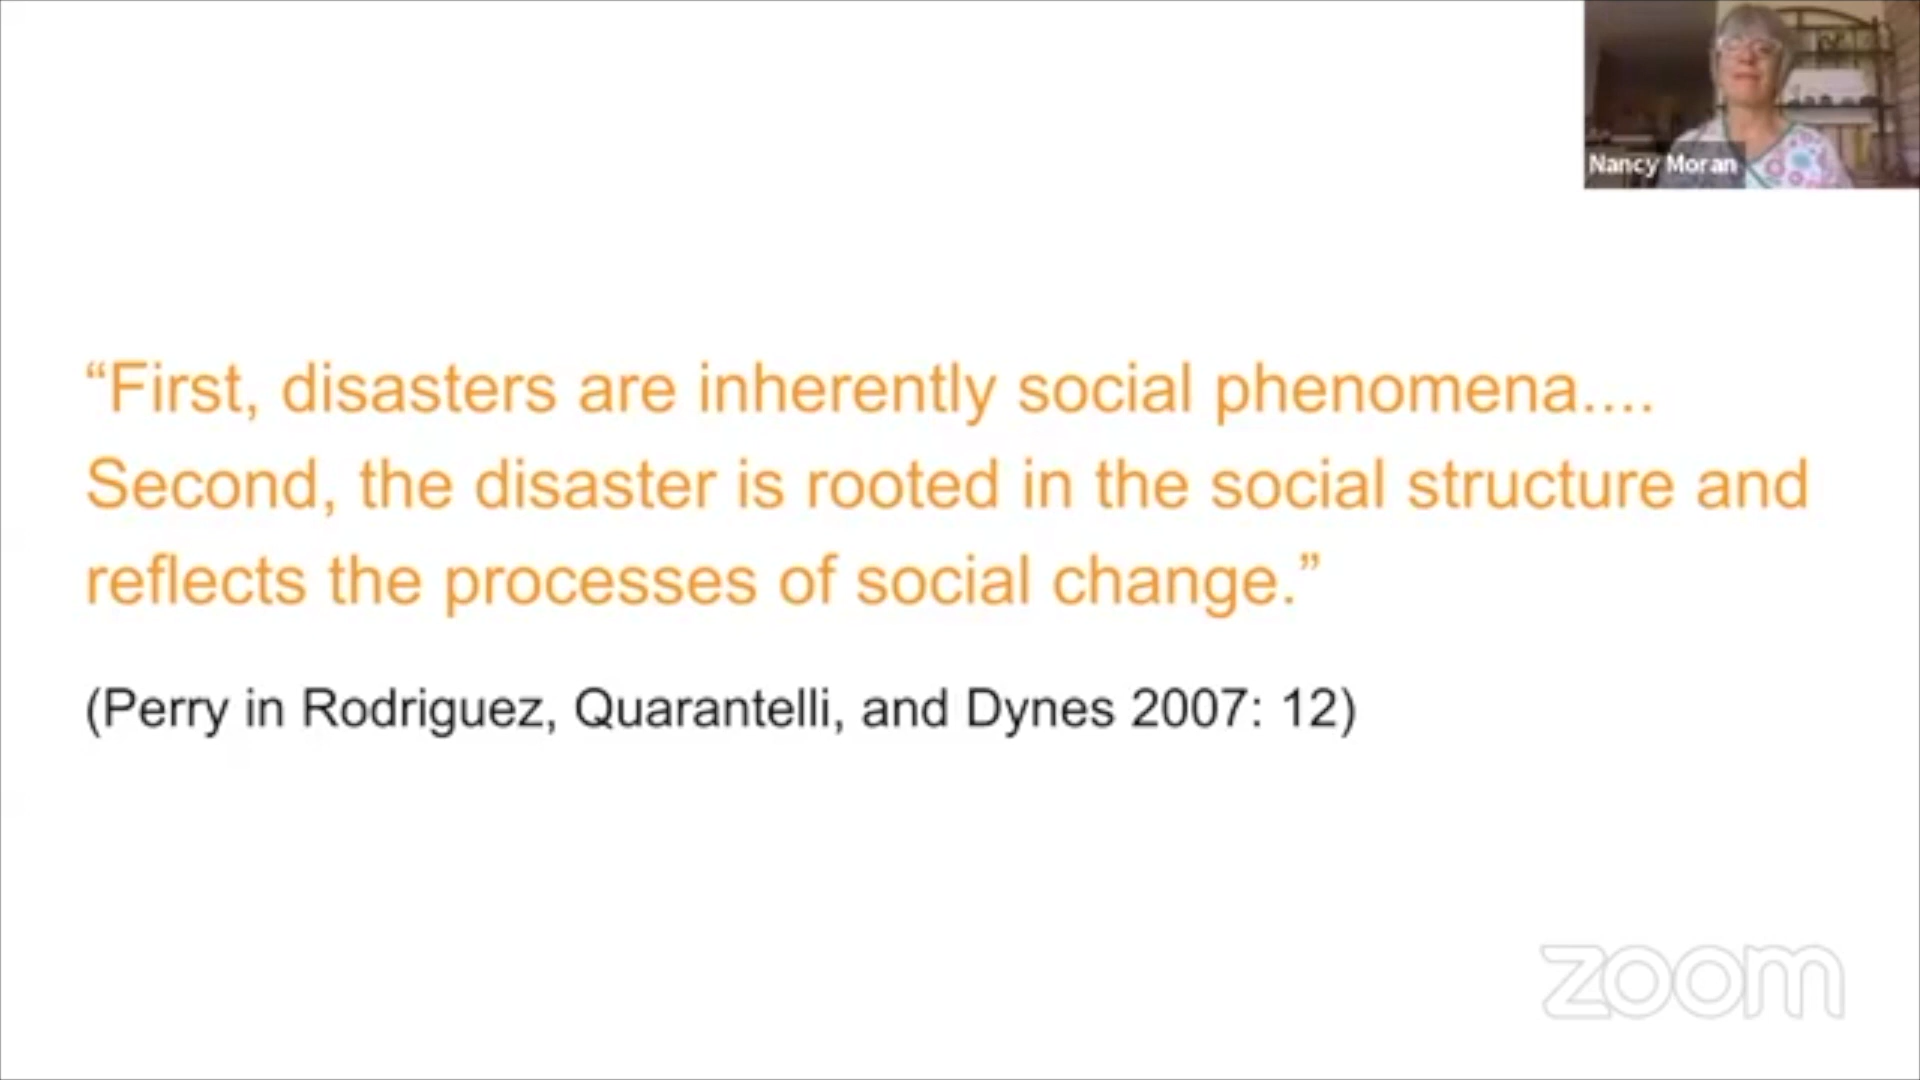 Nancy Moran
“First, disasters are inherently social phenomena....
Second, the disaster is rooted in the social structure and
reflects the processes of social change.”
(Perry in Rodriguez, Quarantelli, and Dynes 2007: 12)
zoom